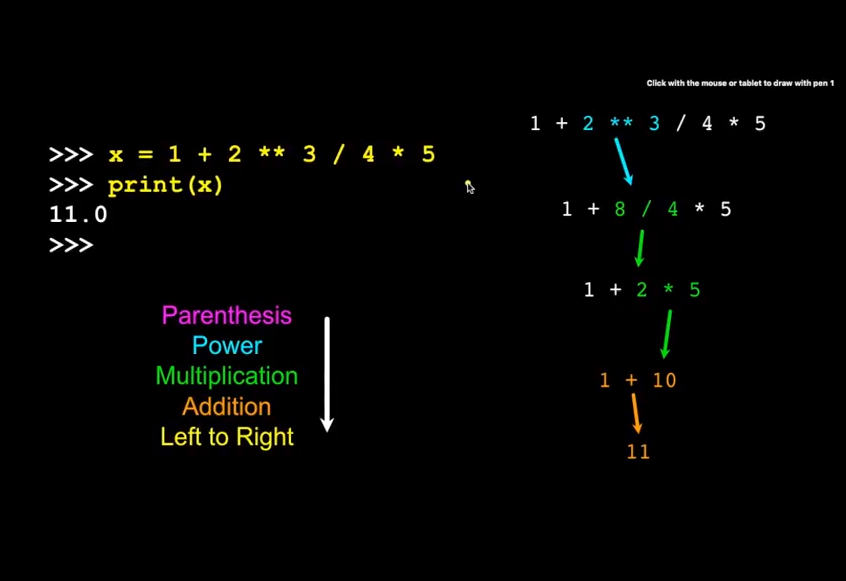 Click with the mouse or tablet to draw with pen 1
>>> x = 1 + 2 ** 3 / 4 * 5
>>> print(x)
11.0
>>>
Parenthesis
Power
Multiplication
Addition
Left to Right
1 + 2 ** 3 / 4 * 5
1 + 8 / 4 * 5
1 + 2 * 5
1 + 10
11